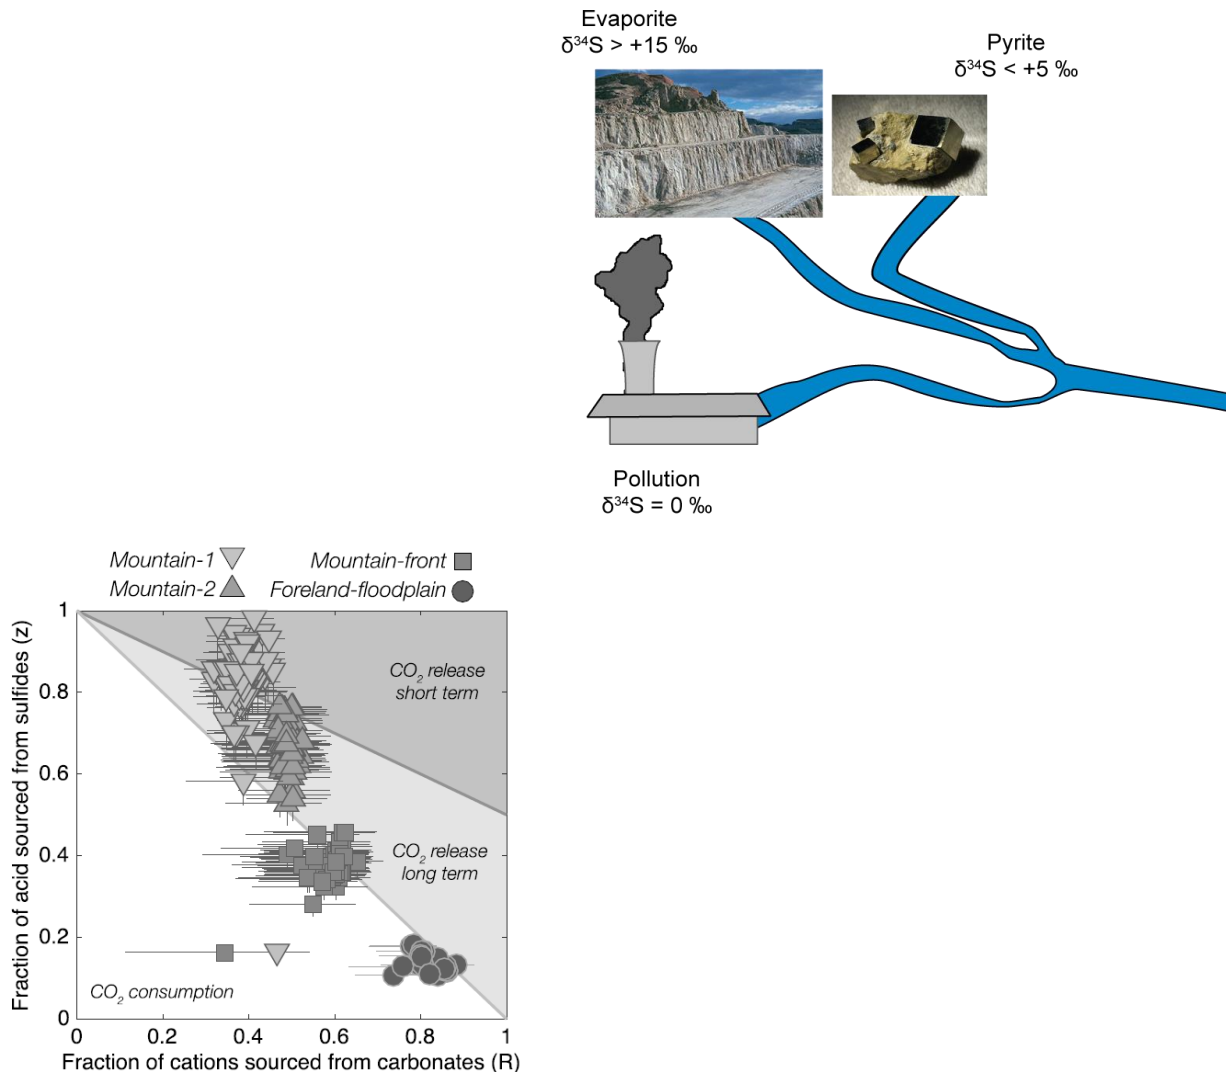 Evaporite
δ³⁴S > +15 ‰
Pyrite
δ³⁴S < +5 ‰
Pollution
δ³⁴S = 0 ‰
Mountain-1
Mountain-front
Mountain-2
Foreland-floodplain
Fraction of acid sourced from sulfides (z)
1
0.8
0.6
0.4
0.2
0
CO₂ release
short term
CO₂ release
long term
CO₂ consumption
0
0.2
0.4
0.6
0.8
1
Fraction of cations sourced from carbonates (R)